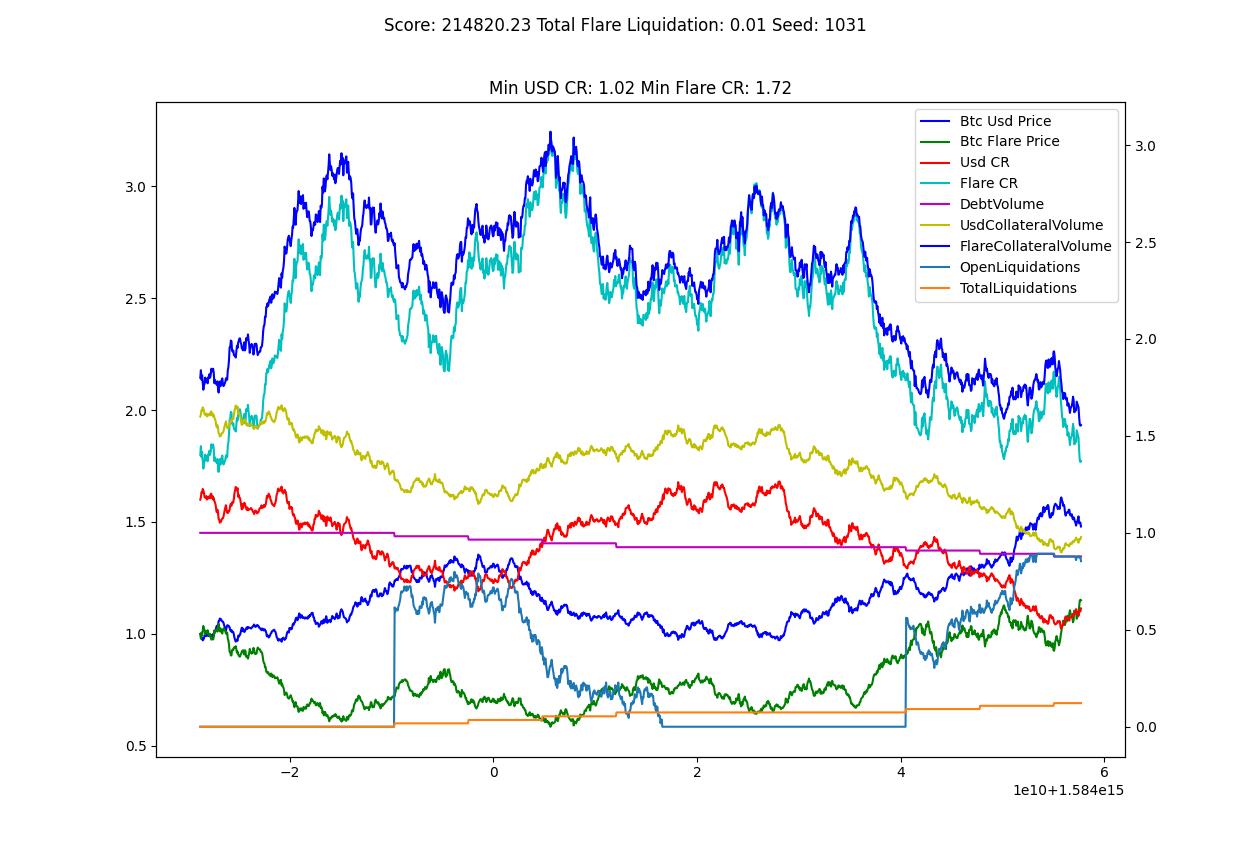 Score: 214820.23 Total Flare Liquidation: 0.01 Seed: 1031
Min USD CR: 1.02 Min Flare CR: 1.72
Btc Usd Price
Btc Flare Price
Usd CR
Flare CR
DebtVolume
UsdCollateralVolume
FlareCollateralVolume
OpenLiquidations
TotalLiquidations
3.0
2.5
2.0
1.5
1.0
0.5
3.0
2.5
2.0
1.5
1.0
0.5
0.0
−2 0 2 4 6
1e10+1.584e15